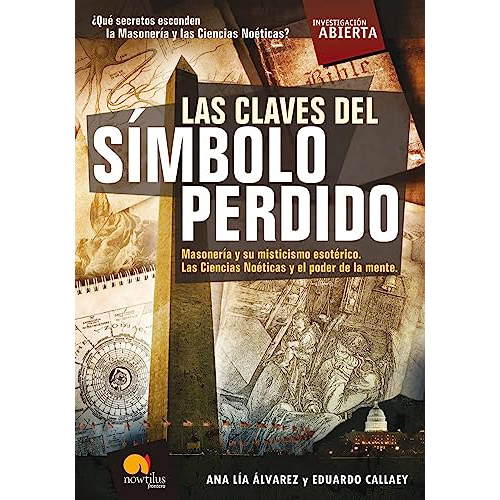 ¿Qué secretos esconden
la Masonería y las Ciencias Noéticas?
INVESTIGACIÓN
ABIERTA
Bible
LAS CLAVES DEL
SÍMBOLO
PERDIDO
Masonería y su misticismo esotérico.
Las Ciencias Noéticas y el poder de la mente.
ZODIAC
nowtilus
frontera
ANA LÍA ÁLVAREZ Y EDUARDO CALLAEY